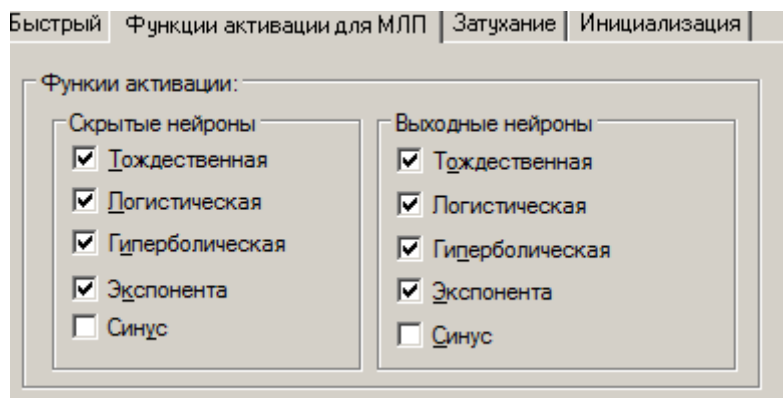 Быстрый Функции активации для МЛП Затухание Инициализация
Функии активации:
Скрытые нейроны
Тождественная
Логистическая
Гиперболическая
Экспонента
Синус
Выходные нейроны
Тождественная
Логистическая
Гиперболическая
Экспонента
Синус